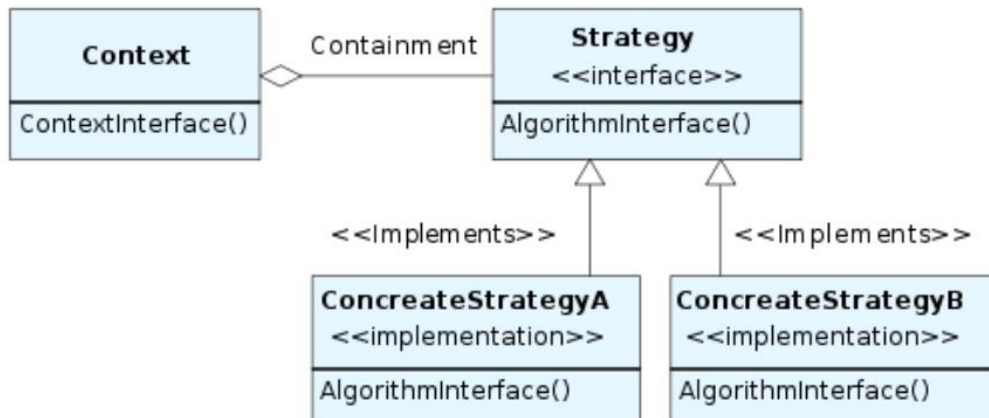 Context
ContextInterface()
Containment
Strategy
<<interface>>
AlgorithmInterface()
<<Implements>>
<<Implements>>
ConcreateStrategyA
<<implementation>>
AlgorithmInterface()
ConcreateStrategyB
<<implementation>>
AlgorithmInterface()